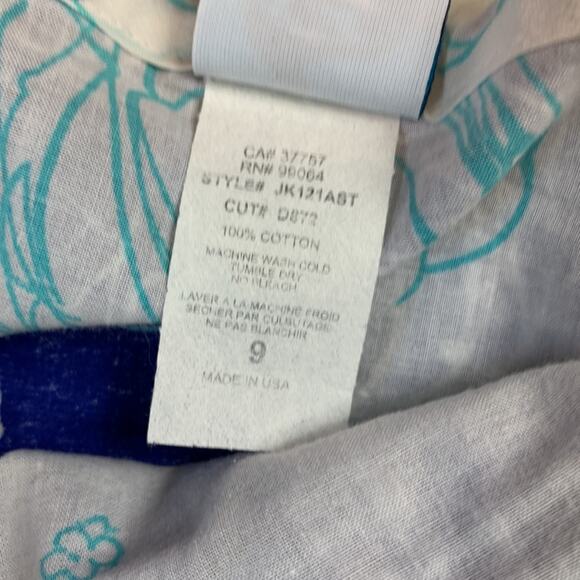 CA# 37757
RN# 99064
STYLE# JK121AST
CUT# D872
100% COTTON
MACHINE WASH COLD
TUMBLE DRY
NO BLEACH
LAVER A LA MACHINE FROID
SECHER PAR CULBUTAGE
NE PAS BLANCHIR
9
MADE IN USA